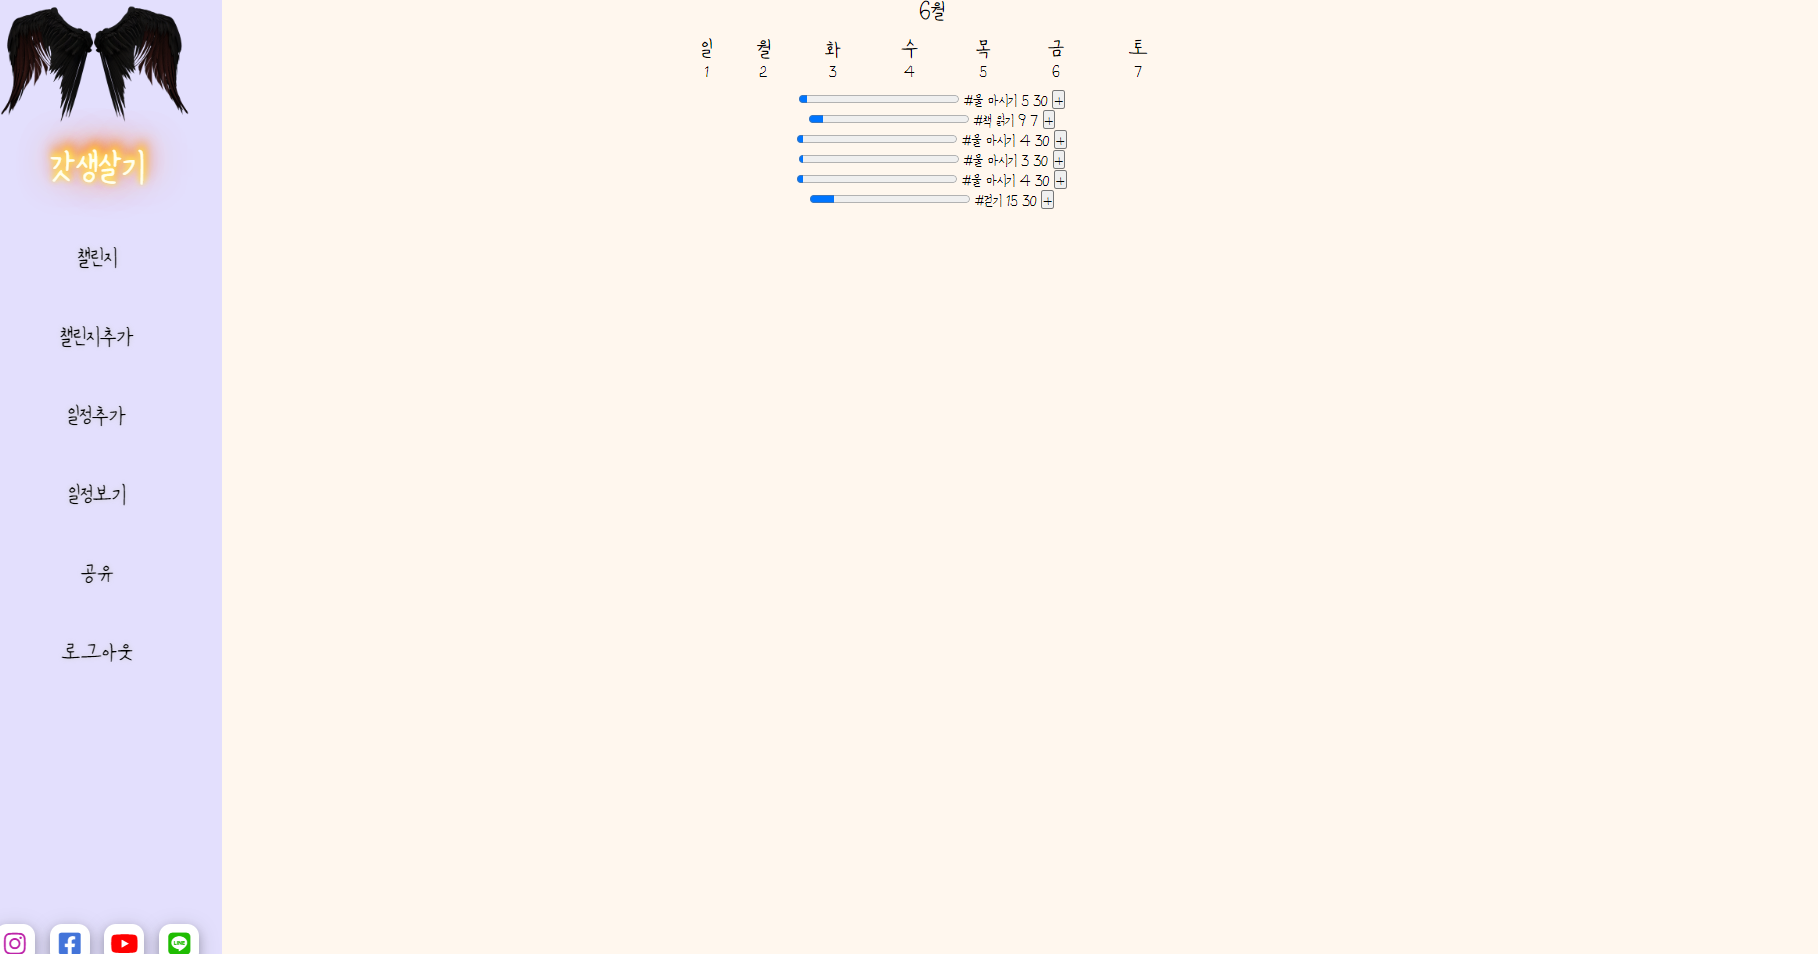 6월
일 월 화 수 목 금 토
1 2 3 4 5 6 7
#물 마시기 5 30 +
#책 읽기 9 7 +
#물 마시기 4 30 +
#물 마시기 3 30 +
#물 마시기 4 30 +
#걷기 15 30 +
갓생살기
챌린지
챌린지추가
일정추가
일정보기
공유
로그아웃
LINE